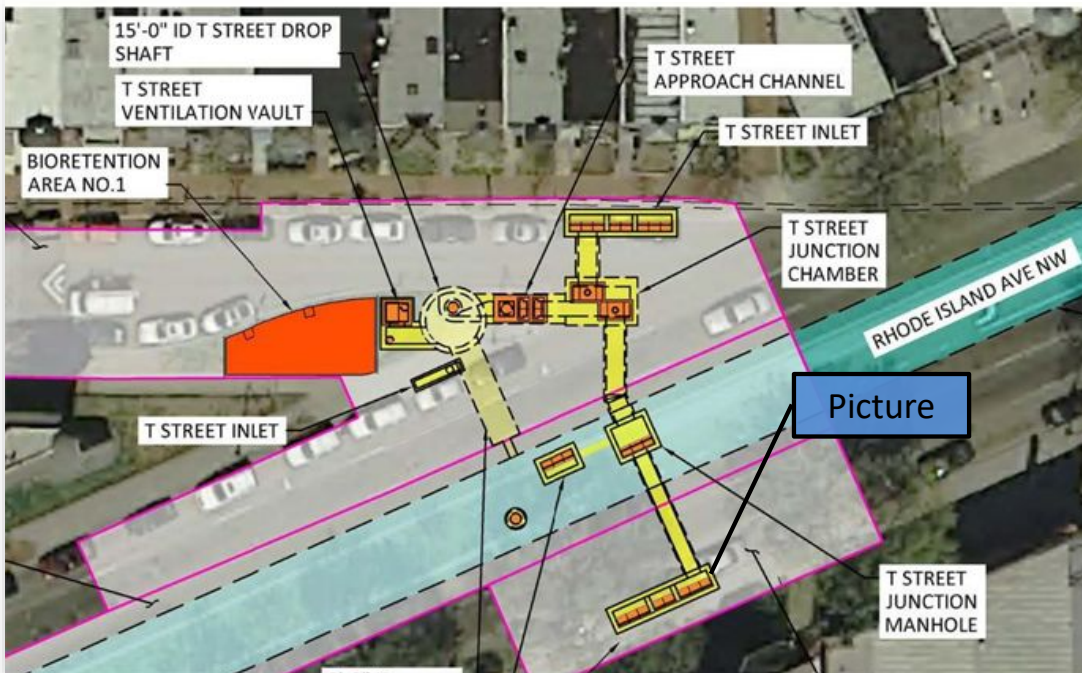 15'-0" ID T STREET DROP
SHAFT
T STREET
VENTILATION VAULT
BIORETENTION
AREA NO.1
T STREET
APPROACH CHANNEL
T STREET INLET
T STREET
JUNCTION
CHAMBER
RHODE ISLAND AVE NW
Picture
T STREET INLET
T STREET
JUNCTION
MANHOLE